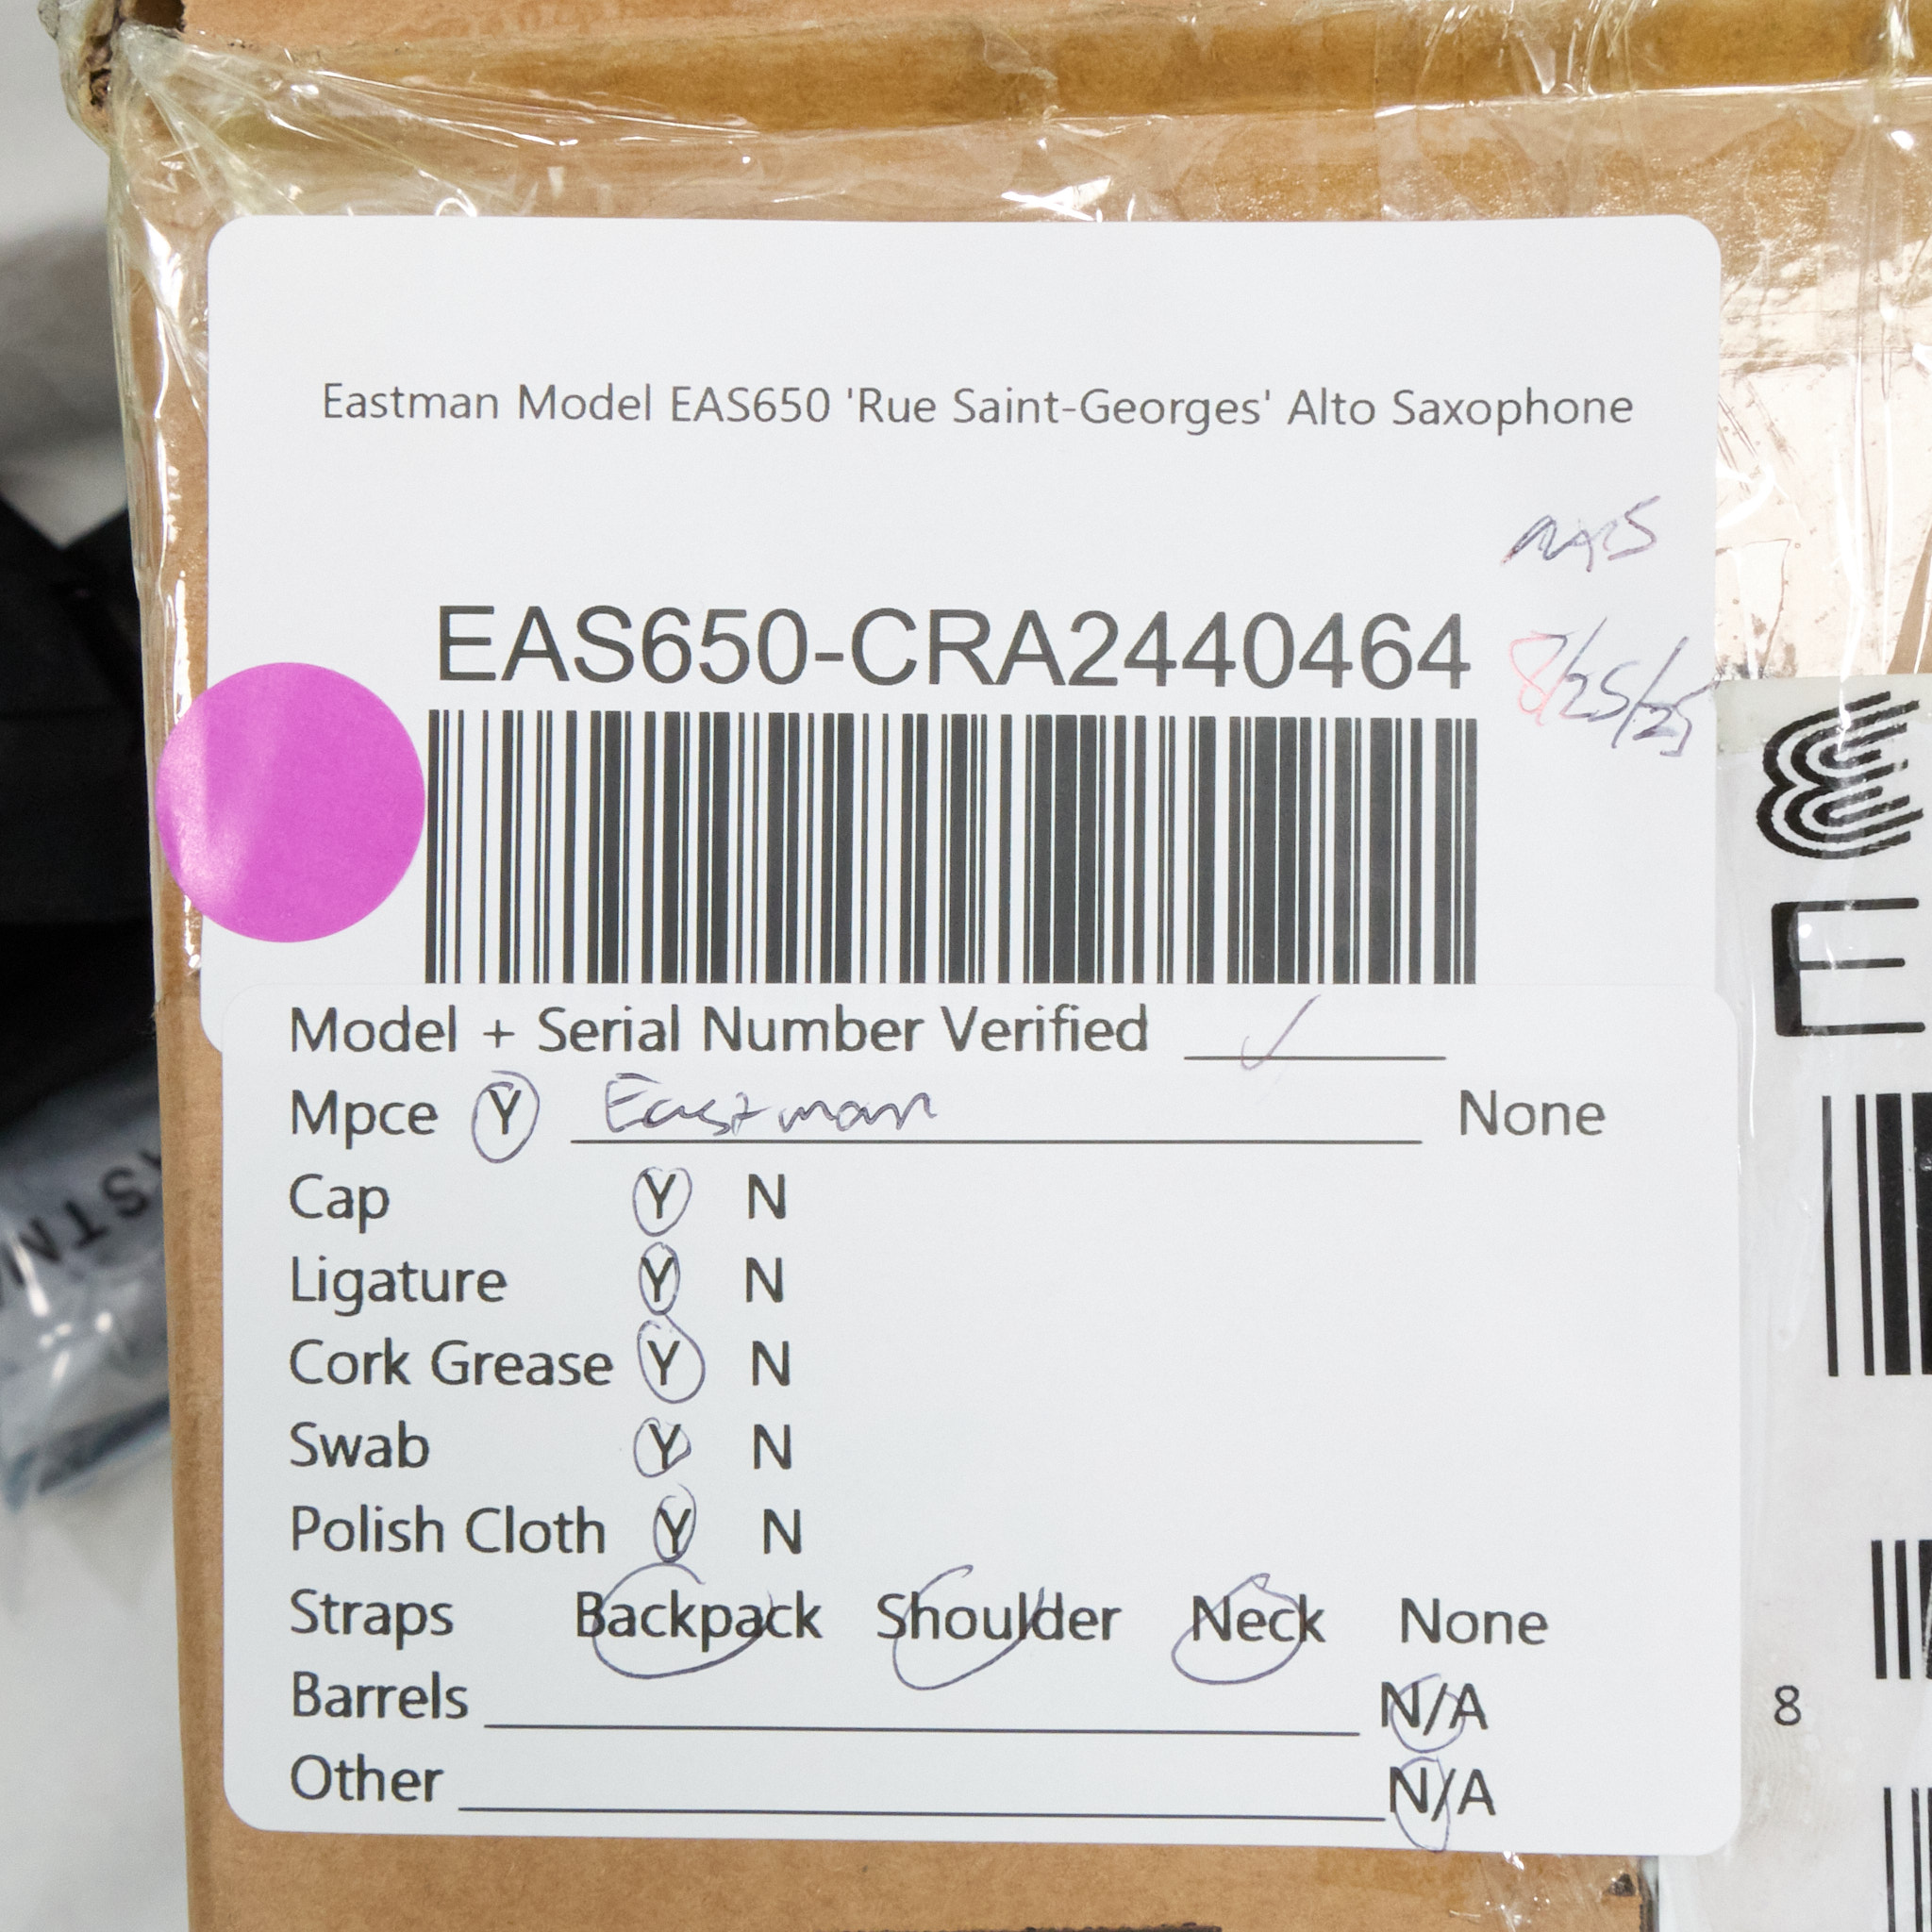 Eastman Model EAS650 'Rue Saint-Georges' Alto Saxophone
EAS650-CRA2440464
8/25/25
Model + Serial Number Verified ✓
Mpce Y Eastman None
Cap Y N
Ligature Y N
Cork Grease Y N
Swab Y N
Polish Cloth Y N
Straps Backpack Shoulder Neck None
Barrels N/A
Other N/A
E
8